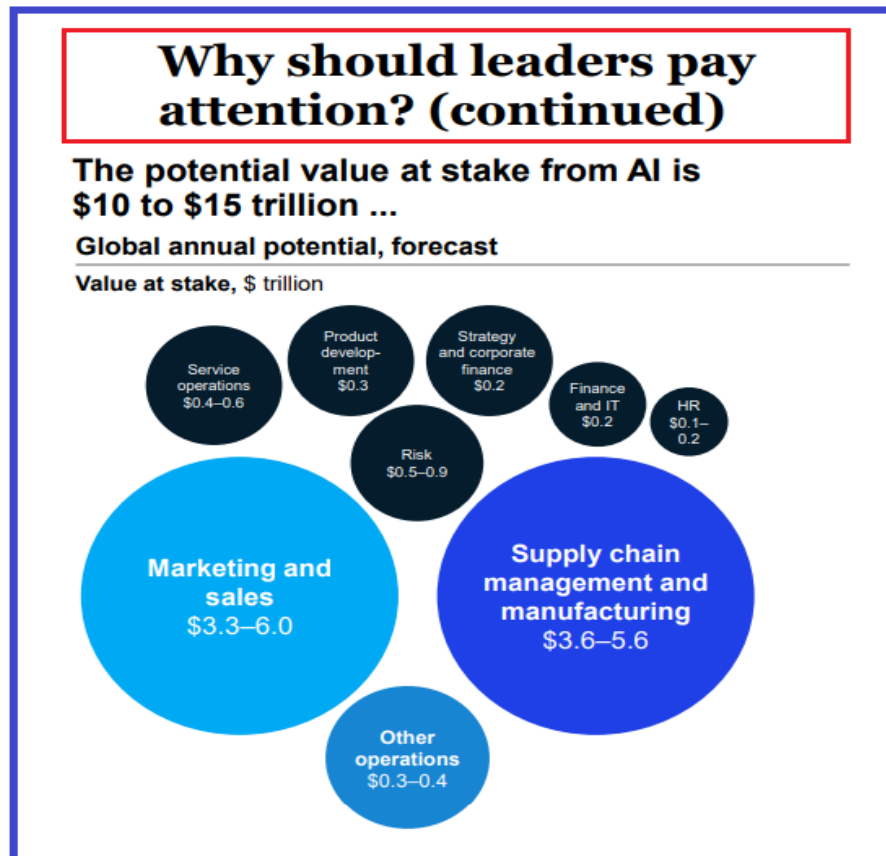 Why should leaders pay
attention? (continued)
The potential value at stake from AI is
$10 to $15 trillion ...
Global annual potential, forecast
Value at stake, $ trillion
Service
operations
$0.4–0.6
Product
develop-
ment
$0.3
Strategy
and corporate
finance
$0.2
Finance
and IT
$0.2
HR
$0.1–
0.2
Risk
$0.5–0.9
Marketing and
sales
$3.3–6.0
Supply chain
management and
manufacturing
$3.6–5.6
Other
operations
$0.3–0.4